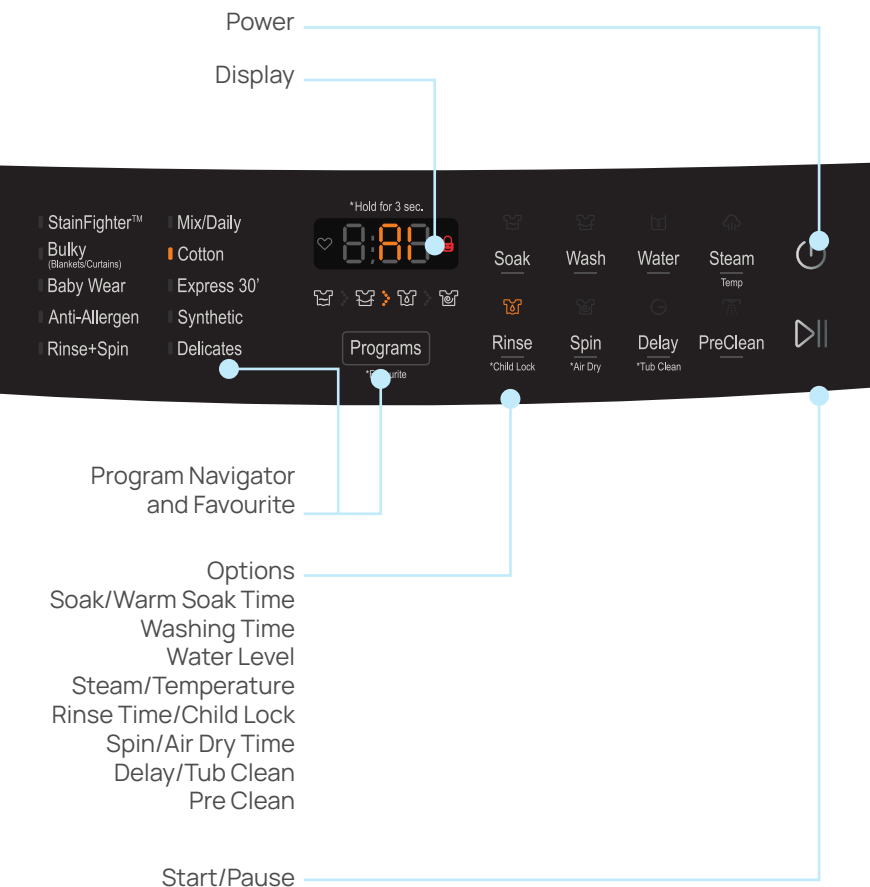 Power
Display
*Hold for 3 sec.
StainFighter™
Mix/Daily
Bulky
(Blankets/Curtains)
Cotton
Baby Wear
Express 30'
Anti-Allergen
Synthetic
Rinse+Spin
Delicates
AI
Programs
Soak
Wash
Water
Steam
Temp
Rinse
Spin
Delay
PreClean
*Child Lock
*Air Dry
*Tub Clean
Program Navigator
and Favourite
Options
Soak/Warm Soak Time
Washing Time
Water Level
Steam/Temperature
Rinse Time/Child Lock
Spin/Air Dry Time
Delay/Tub Clean
Pre Clean
Start/Pause